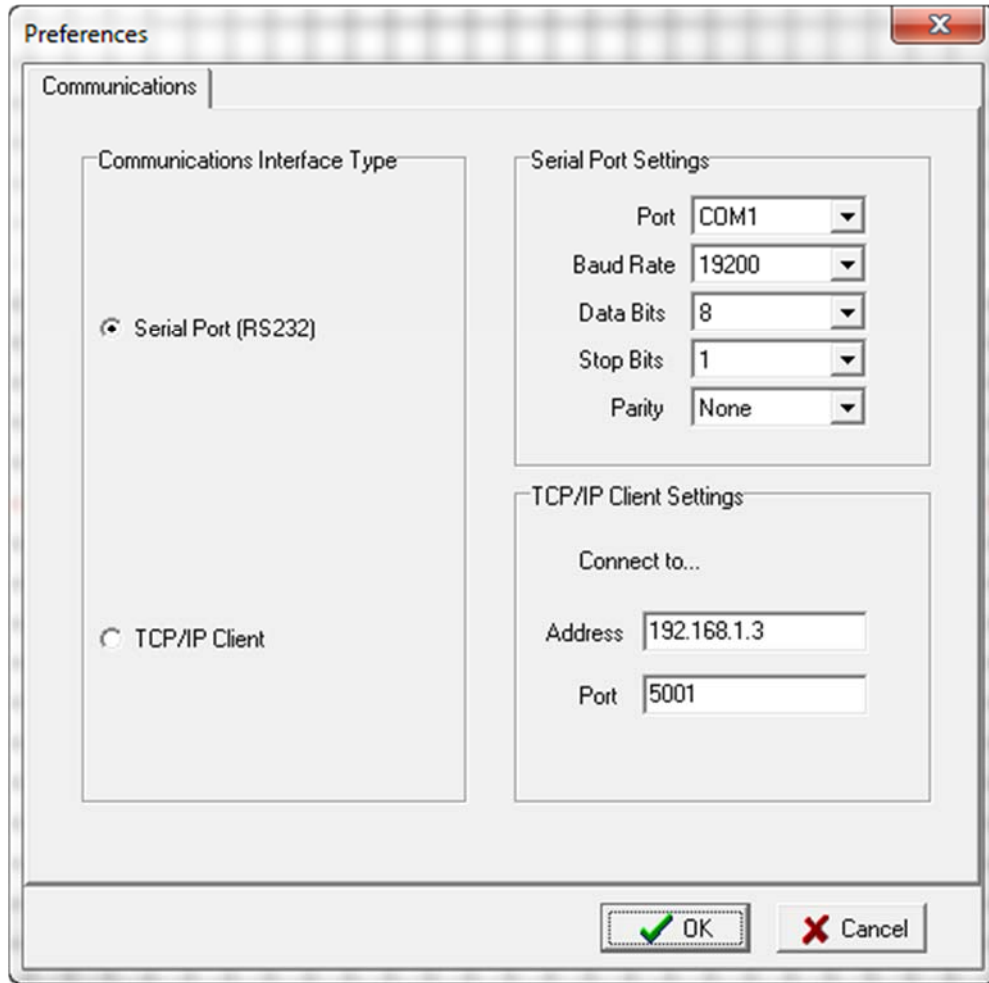 Preferences
Communications
Communications Interface Type
Serial Port (RS232)
TCP/IP Client
Serial Port Settings
Port COM1
Baud Rate 19200
Data Bits 8
Stop Bits 1
Parity None
TCP/IP Client Settings
Connect to...
Address 192.168.1.3
Port 5001
OK Cancel